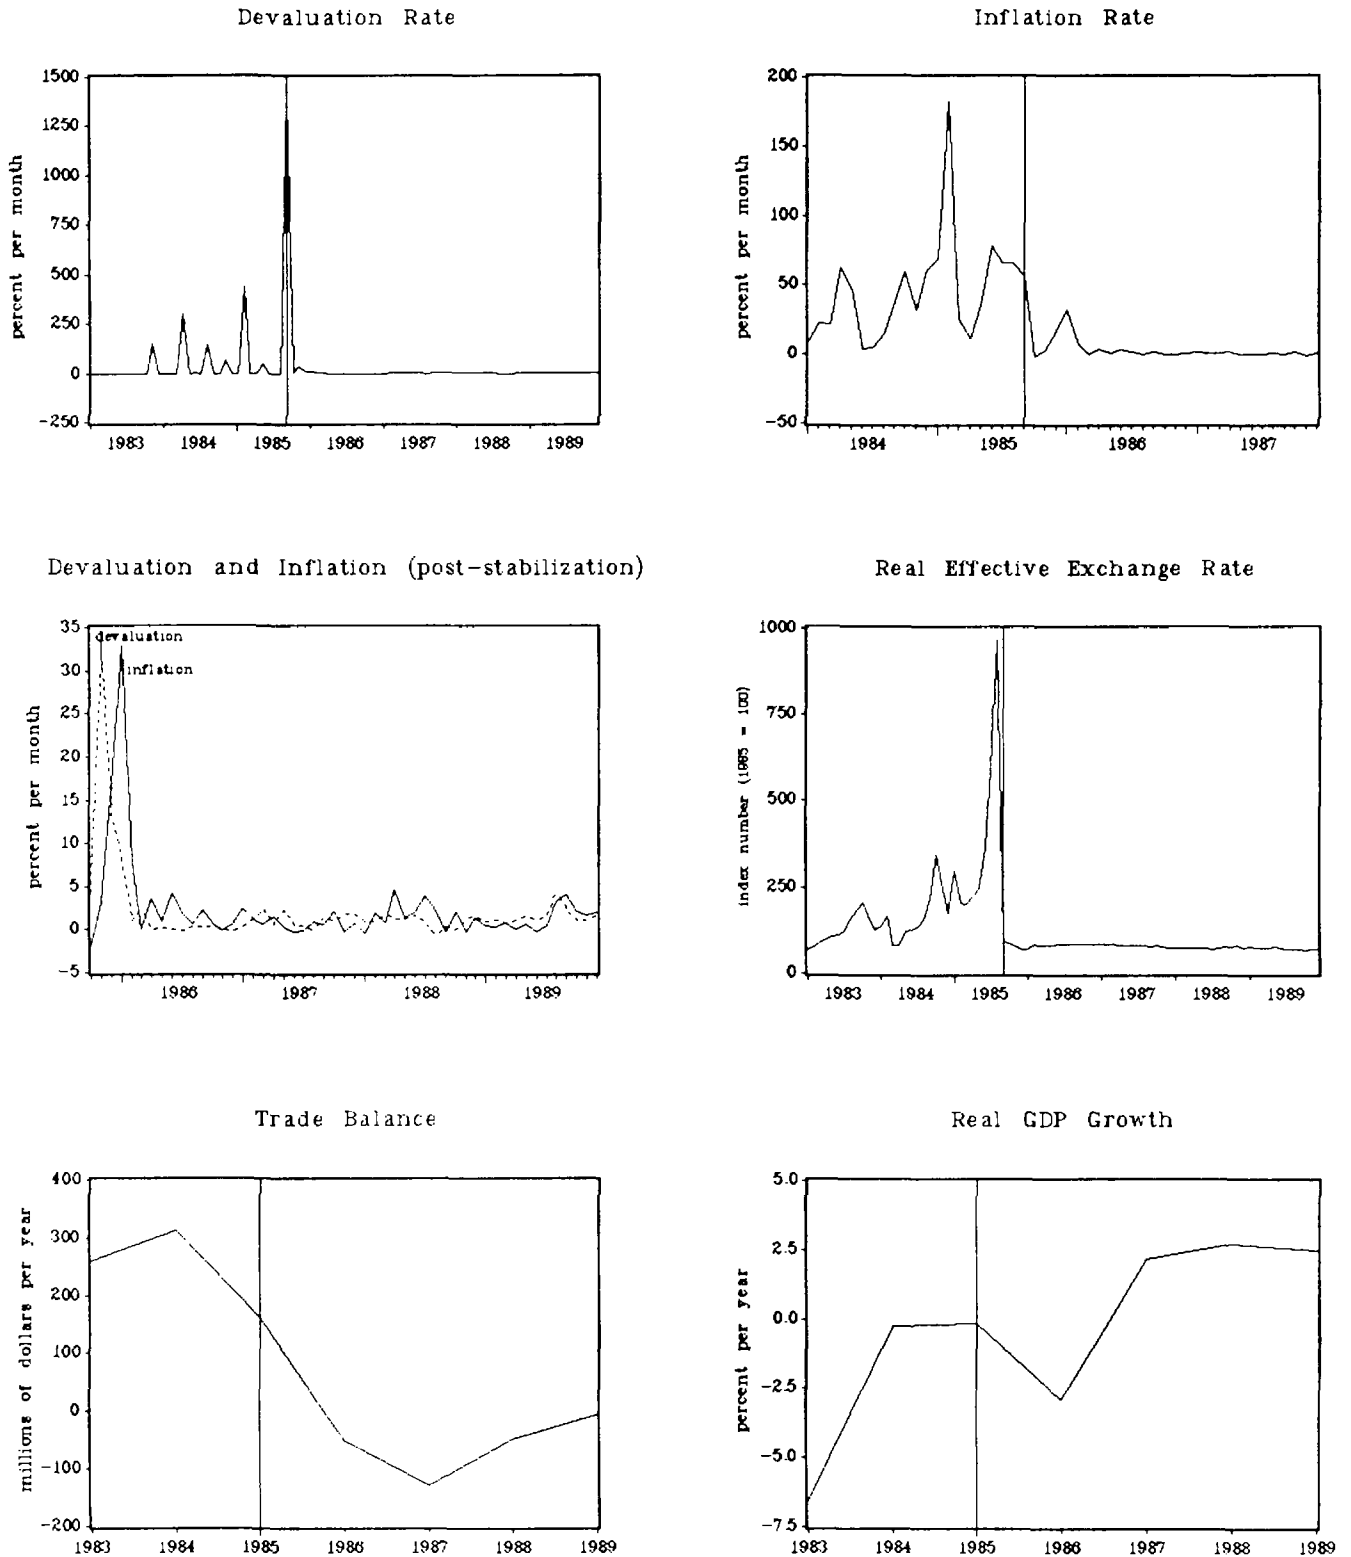 Devaluation Rate
percent per month
1500
1250
1000
750
500
250
0
-250
1983 1984 1985 1986 1987 1988 1989
Inflation Rate
percent per month
200
150
100
50
0
-50
1984 1985 1986 1987
Devaluation and Inflation (post-stabilization)
percent per month
35
30
25
20
15
10
5
0
-5
devaluation
inflation
1986 1987 1988 1989
Real Effective Exchange Rate
index number (1985 = 100)
1000
750
500
250
0
1983 1984 1985 1986 1987 1988 1989
Trade Balance
millions of dollars per year
400
300
200
100
0
-100
-200
1983 1984 1985 1986 1987 1988 1989
Real GDP Growth
percent per year
5.0
2.5
0.0
-2.5
-5.0
-7.5
1983 1984 1985 1986 1987 1988 1989